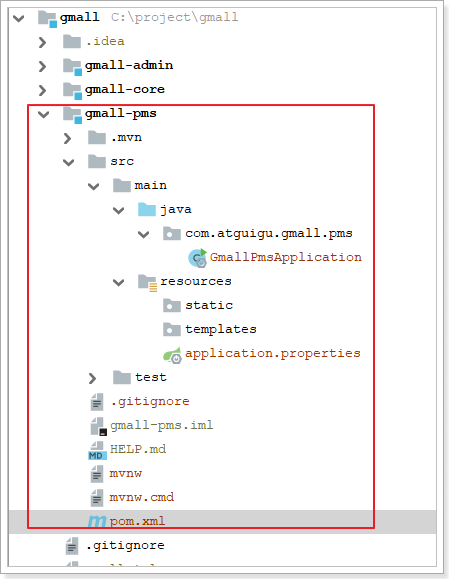 gmall C:\project\gmall
.idea
gmall-admin
gmall-core
gmall-pms
.mvn
src
main
java
com.atguigu.gmall.pms
GmallPmsApplication
resources
static
templates
application.properties
test
.gitignore
gmall-pms.iml
HELP.md
mvnw
mvnw.cmd
pom.xml
.gitignore